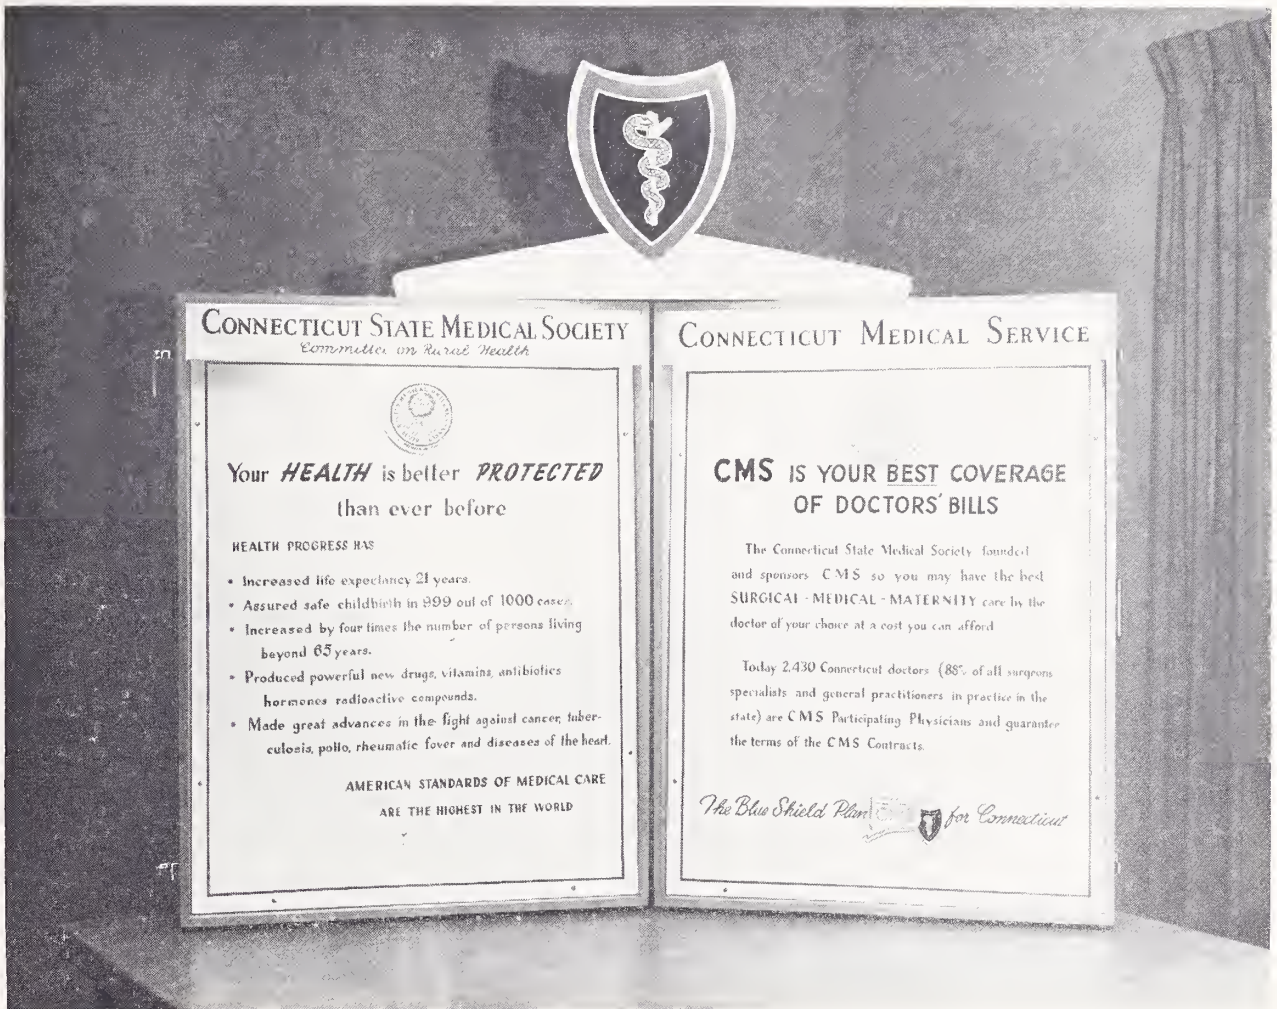 CONNECTICUT STATE MEDICAL SOCIETY
Committee on Rural Health
Your HEALTH is better PROTECTED
than ever before
HEALTH PROGRESS HAS
• Increased life expectancy 21 years.
• Assured safe childbirth in 999 out of 1000 cases.
• Increased by four times the number of persons living
beyond 65 years.
• Produced powerful new drugs, vitamins, antibiotics
hormones radioactive compounds.
• Made great advances in the fight against cancer, tuber-
culosis, polio, rheumatic fever and diseases of the heart.
AMERICAN STANDARDS OF MEDICAL CARE
ARE THE HIGHEST IN THE WORLD
CONNECTICUT MEDICAL SERVICE
CMS IS YOUR BEST COVERAGE
OF DOCTORS' BILLS
The Connecticut State Medical Society founded
and sponsors CMS so you may have the best
SURGICAL - MEDICAL - MATERNITY care by the
doctor of your choice at a cost you can afford
Today 2,430 Connecticut doctors (88% of all surgeons
specialists and general practitioners in practice in the
state) are CMS Participating Physicians and guarantee
the terms of the CMS Contracts.
The Blue Shield Plan for Connecticut